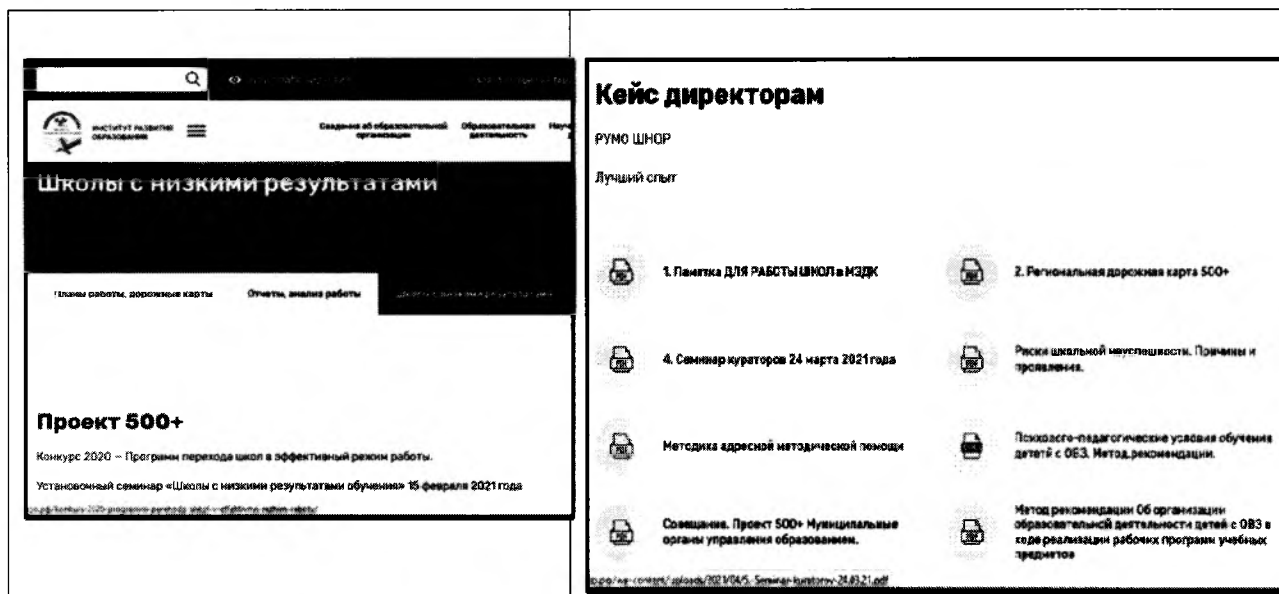 ИНСТИТУТ РАЗВИТИЯ
ОБРАЗОВАНИЯ
Сведения об образовательной
организации
Образовательная
деятельность
Школы с низкими результатами
Планы работы, дорожные карты
Отчеты, анализ работы
Проект 500+
Конкурс 2020 – Программ перехода школ в эффективный режим работы.
Установочный семинар «Школы с низкими результатами обучения» 15 февраля 2021 года
Кейс директорам
РУМО ШНОР
Лучший опыт
1. Памятка ДЛЯ РАБОТЫ ШКОЛ в МЭДК
2. Региональная дорожная карта 500+
4. Семинар кураторов 24 марта 2021 года
Риски школьной неуспешности. Причины и
проявления.
Методика адресной методической помощи
Психолого-педагогические условия обучения
детей с ОВЗ. Метод.рекомендации.
Совещание. Проект 500+ Муниципальные
органы управления образованием.
Метод рекомендации Об организации
образовательной деятельности детей с ОВЗ в
ходе реализации рабочих программ учебных
предметов